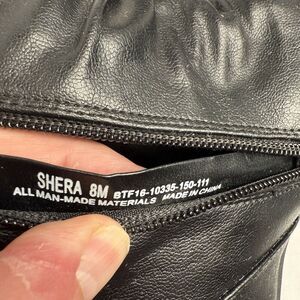 SHERA 8M BTF16-10335-150-111
ALL MAN-MADE MATERIALS MADE IN CHINA